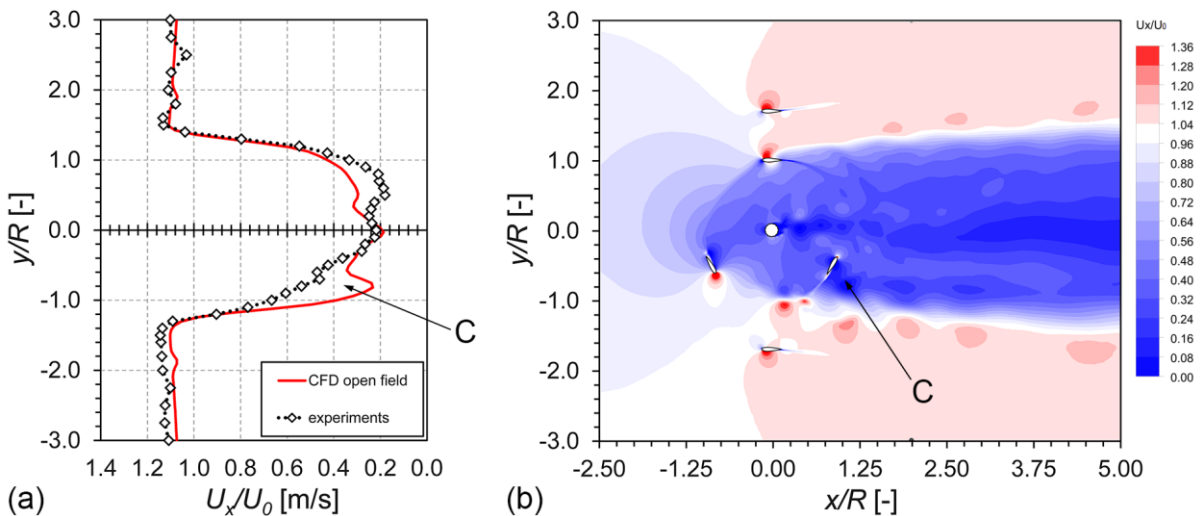 3.0
2.0
1.0
0.0
-1.0
-2.0
-3.0
y/R [-]
1.4 1.2 1.0 0.8 0.6 0.4 0.2 0.0
Ux/U0 [m/s]
CFD open field
experiments
C
(a)
3.0
2.0
1.0
0.0
-1.0
-2.0
-3.0
y/R [-]
-2.50 -1.25 0.00 1.25 2.50 3.75 5.00
x/R [-]
C
(b)
Ux/U0
1.36
1.28
1.20
1.12
1.04
0.96
0.88
0.80
0.72
0.64
0.56
0.48
0.40
0.32
0.24
0.16
0.08
0.00